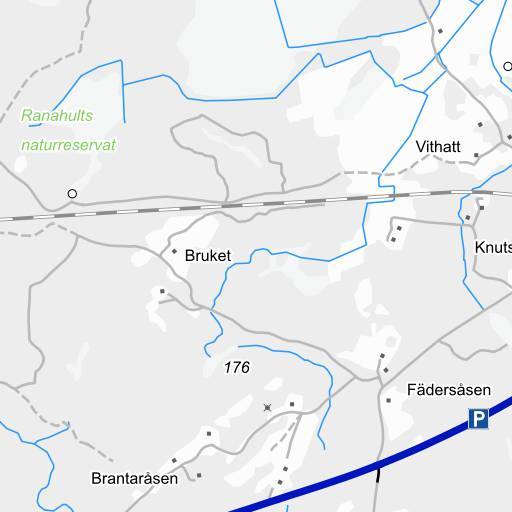 Ranahults
naturreservat
Vithatt
Bruket
Knuts
176
Fädersåsen
P
Brantaråsen